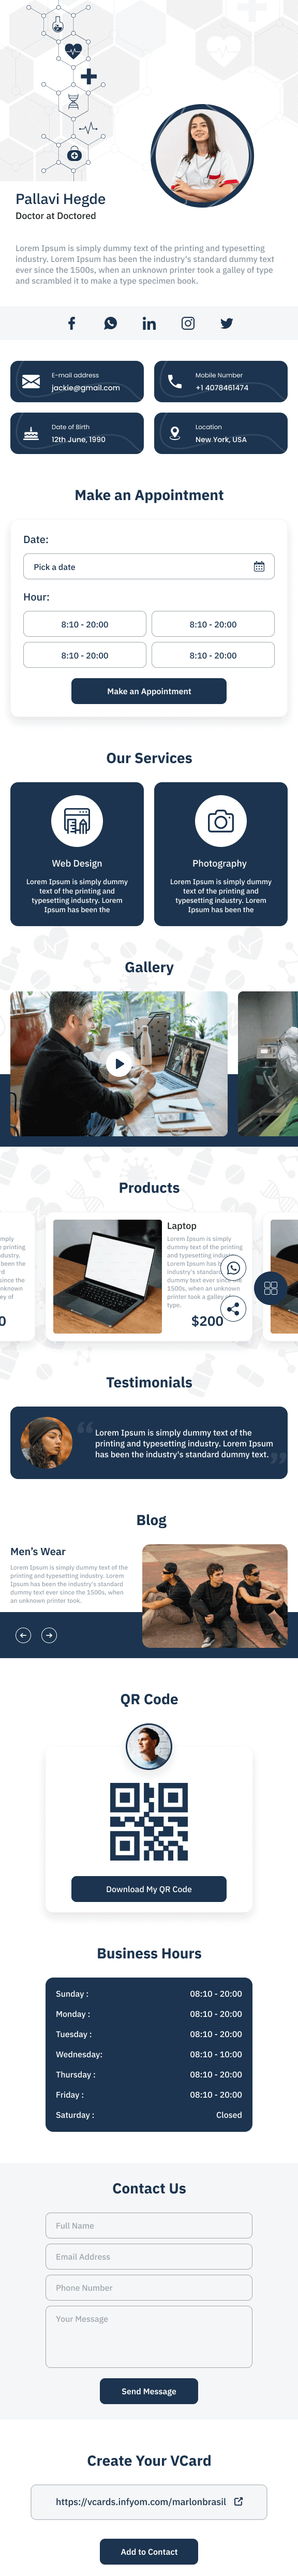 Pallavi Hegde
Doctor at Doctored
Lorem Ipsum is simply dummy text of the printing and typesetting
industry. Lorem Ipsum has been the industry's standard dummy text
ever since the 1500s, when an unknown printer took a galley of type
and scrambled it to make a type specimen book.
E-mail address
jackie@gmail.com
Mobile Number
+1 4078461474
Date of Birth
12th June, 1990
Location
New York, USA
Make an Appointment
Date:
Pick a date
Hour:
8:10 - 20:00
8:10 - 20:00
8:10 - 20:00
8:10 - 20:00
Make an Appointment
Our Services
Web Design
Lorem Ipsum is simply dummy
text of the printing and
typesetting industry. Lorem
Ipsum has been the
Photography
Lorem Ipsum is simply dummy
text of the printing and
typesetting industry. Lorem
Ipsum has been the
Gallery
Products
Laptop
Lorem Ipsum is simply
dummy text of the printing
and typesetting
Lorem Ipsum has
industry's standard
dummy text ever since the
1500s, when an unknown
printer took a galley of
type.
$200
Testimonials
Lorem Ipsum is simply dummy text of the
printing and typesetting industry. Lorem Ipsum
has been the industry's standard dummy text.
Blog
Men's Wear
Lorem Ipsum is simply dummy text of the
printing and typesetting industry. Lorem
Ipsum has been the industry's standard
dummy text ever since the 1500s, when
an unknown printer took.
QR Code
Download My QR Code
Business Hours
Sunday : 08:10 - 20:00
Monday : 08:10 - 20:00
Tuesday : 08:10 - 20:00
Wednesday: 08:10 - 10:00
Thursday : 08:10 - 20:00
Friday : 08:10 - 20:00
Saturday : Closed
Contact Us
Full Name
Email Address
Phone Number
Your Message
Send Message
Create Your VCard
https://vcards.infyom.com/marlonbrasil
Add to Contact